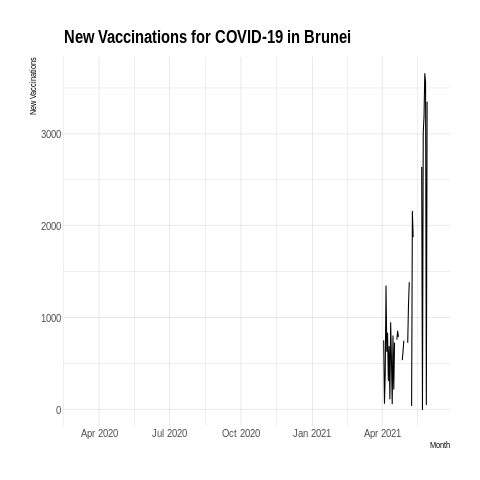 New Vaccinations for COVID-19 in Brunei
New Vaccinations
3000
2000
1000
0
Apr 2020
Jul 2020
Oct 2020
Jan 2021
Apr 2021
Month